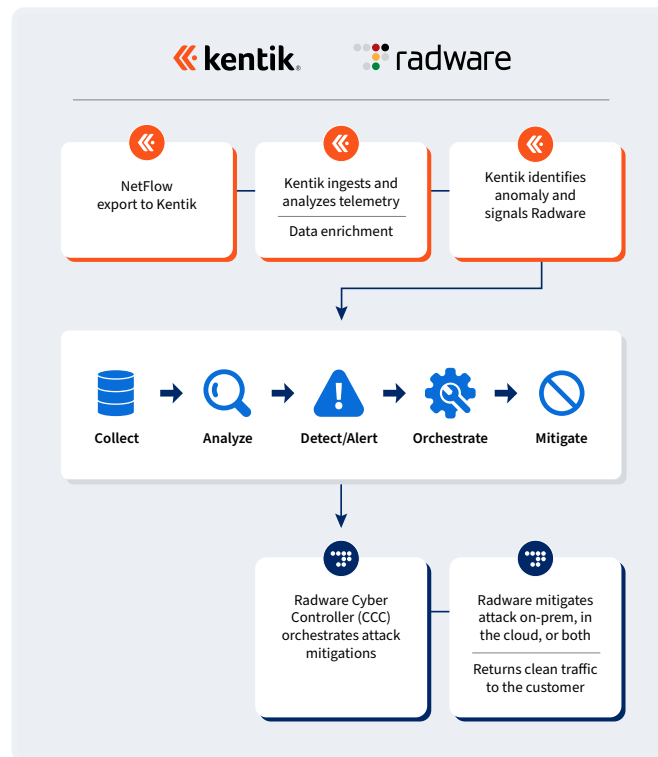 kentik®
radware
NetFlow
export to Kentik
Kentik ingests and
analyzes telemetry
Data enrichment
Kentik identifies
anomaly and
signals Radware
Collect
Analyze
Detect/Alert
Orchestrate
Mitigate
Radware Cyber
Controller (CCC)
orchestrates attack
mitigations
Radware mitigates
attack on-prem, in
the cloud, or both
Returns clean traffic
to the customer